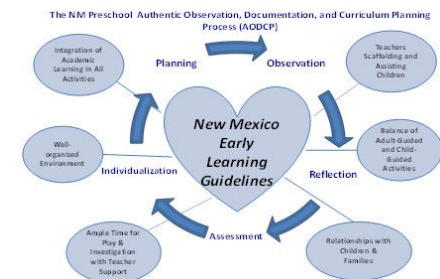 The NM Preschool Authentic Observation, Documentation, and Curriculum Planning
Process (AODCP)
Integration of
Academic
Learning in All
Activities
Planning
Observation
Teachers
Scaffolding and
Assisting
Children
New Mexico
Early
Learning
Guidelines
Well-
organized
Environment
Individualization
Reflection
Balance of
Adult-Guided
and Child-
Guided
Activities
Ample Time for
Play &
Investigation
with Teacher
Support
Assessment
Relationships with
Children &
Families